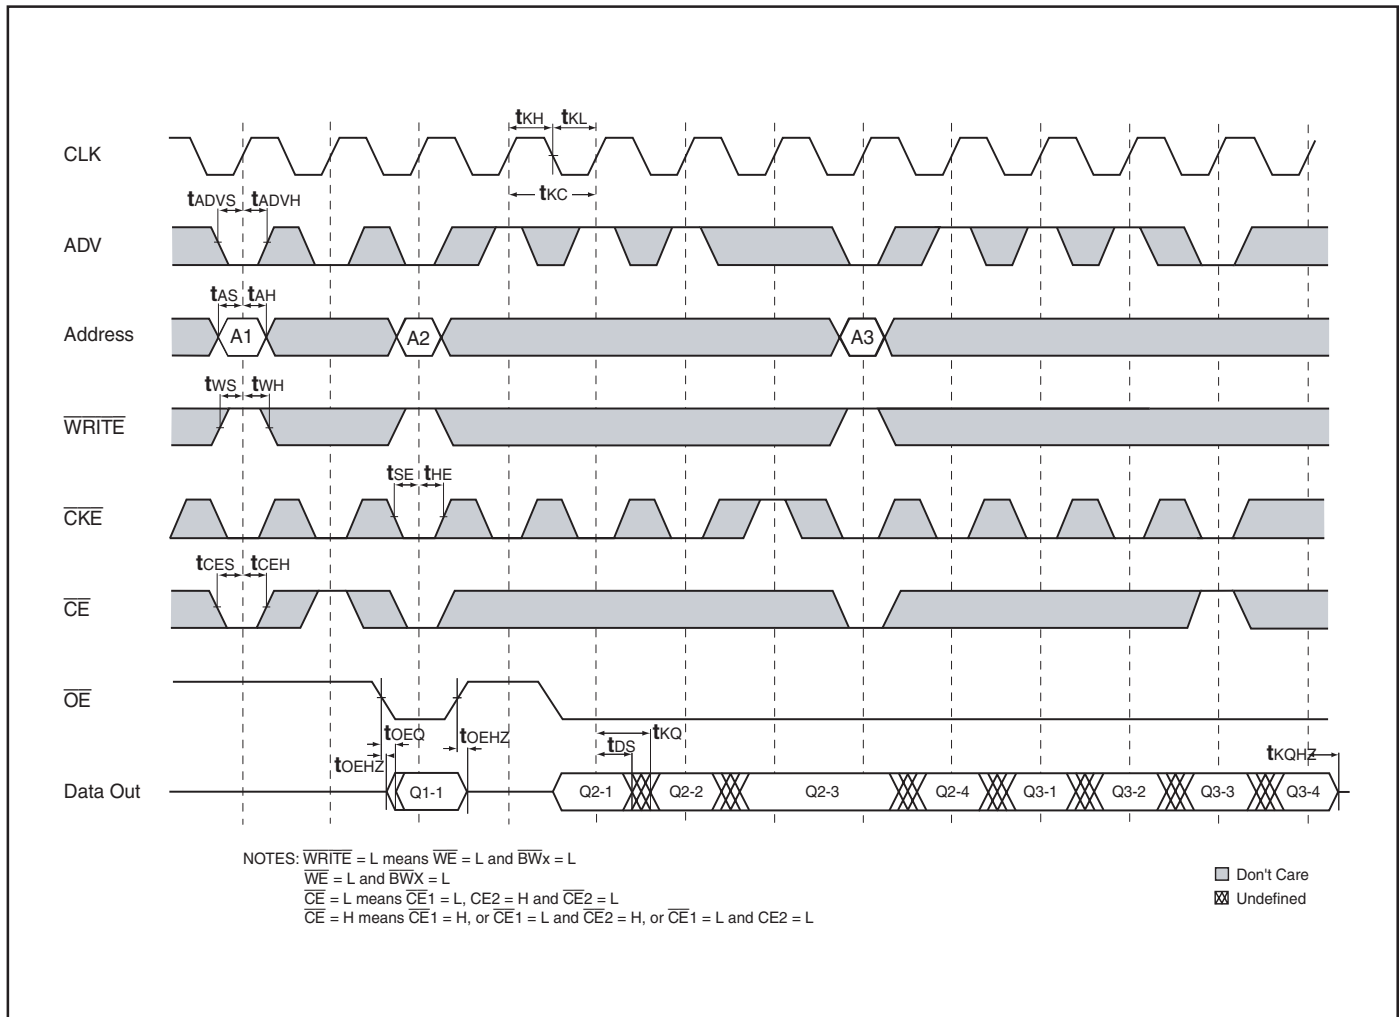 tKH tKL
CLK
tKC
tADVS tADVH
ADV
tAS tAH
Address A1 A2 A3
tWS tWH
WRITE
tSE tHE
CKE
tCES tCEH
CE
OE
tOEQ tOEHZ tKQ
tDS
tOEHZ tKQHZ
Data Out Q1-1 Q2-1 Q2-2 Q2-3 Q2-4 Q3-1 Q3-2 Q3-3 Q3-4
NOTES: WRITE = L means WE = L and BWx = L
WE = L and BWX = L
CE = L means CE1 = L, CE2 = H and CE2 = L
CE = H means CE1 = H, or CE1 = L and CE2 = H, or CE1 = L and CE2 = L
Don't Care
Undefined